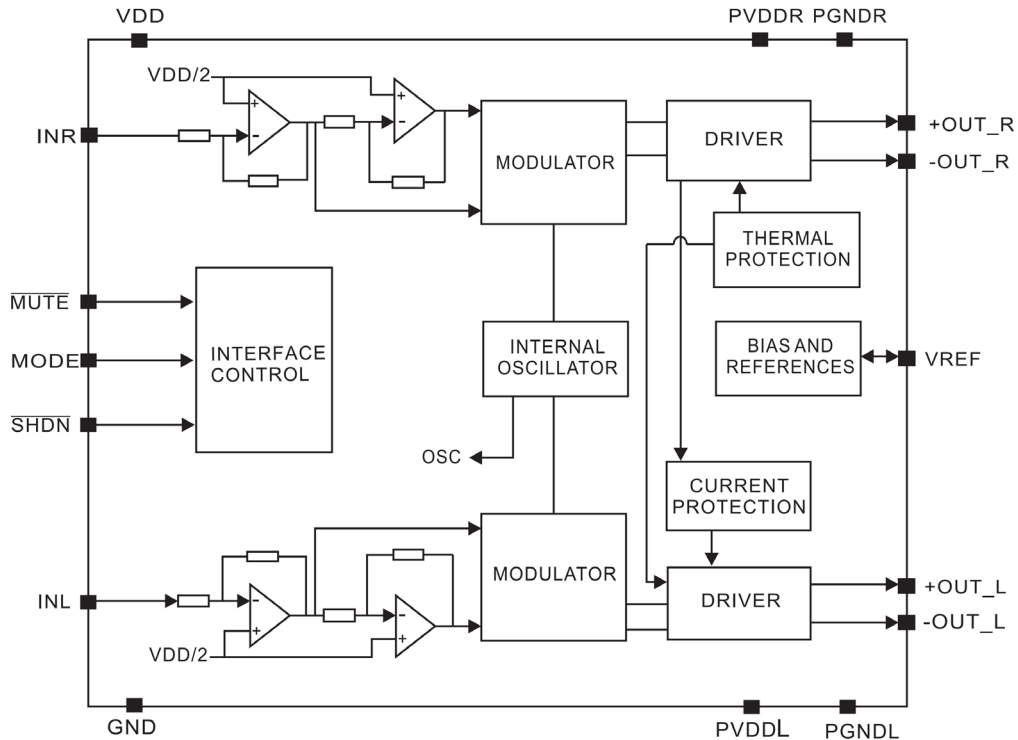 VDD
PVDDR
PGNDR
VDD/2
+
-
+
-
INR
MODULATOR
DRIVER
+OUT_R
-OUT_R
THERMAL
PROTECTION
MUTE
MODE
SHDN
INTERFACE
CONTROL
INTERNAL
OSCILLATOR
BIAS AND
REFERENCES
VREF
OSC
CURRENT
PROTECTION
INL
-
+
-
+
VDD/2
MODULATOR
DRIVER
+OUT_L
-OUT_L
GND
PVDDL
PGNDL